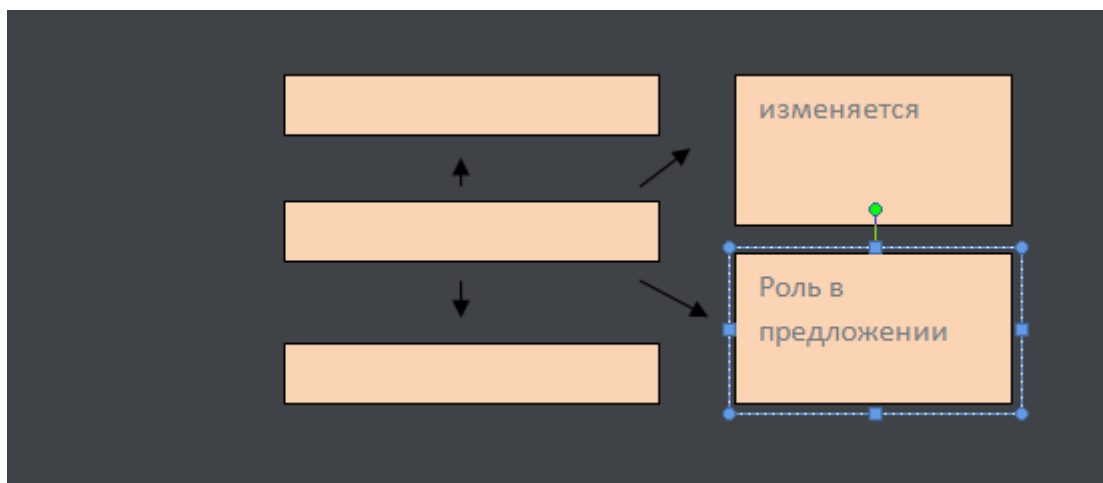 изменяется
Роль в
предложении